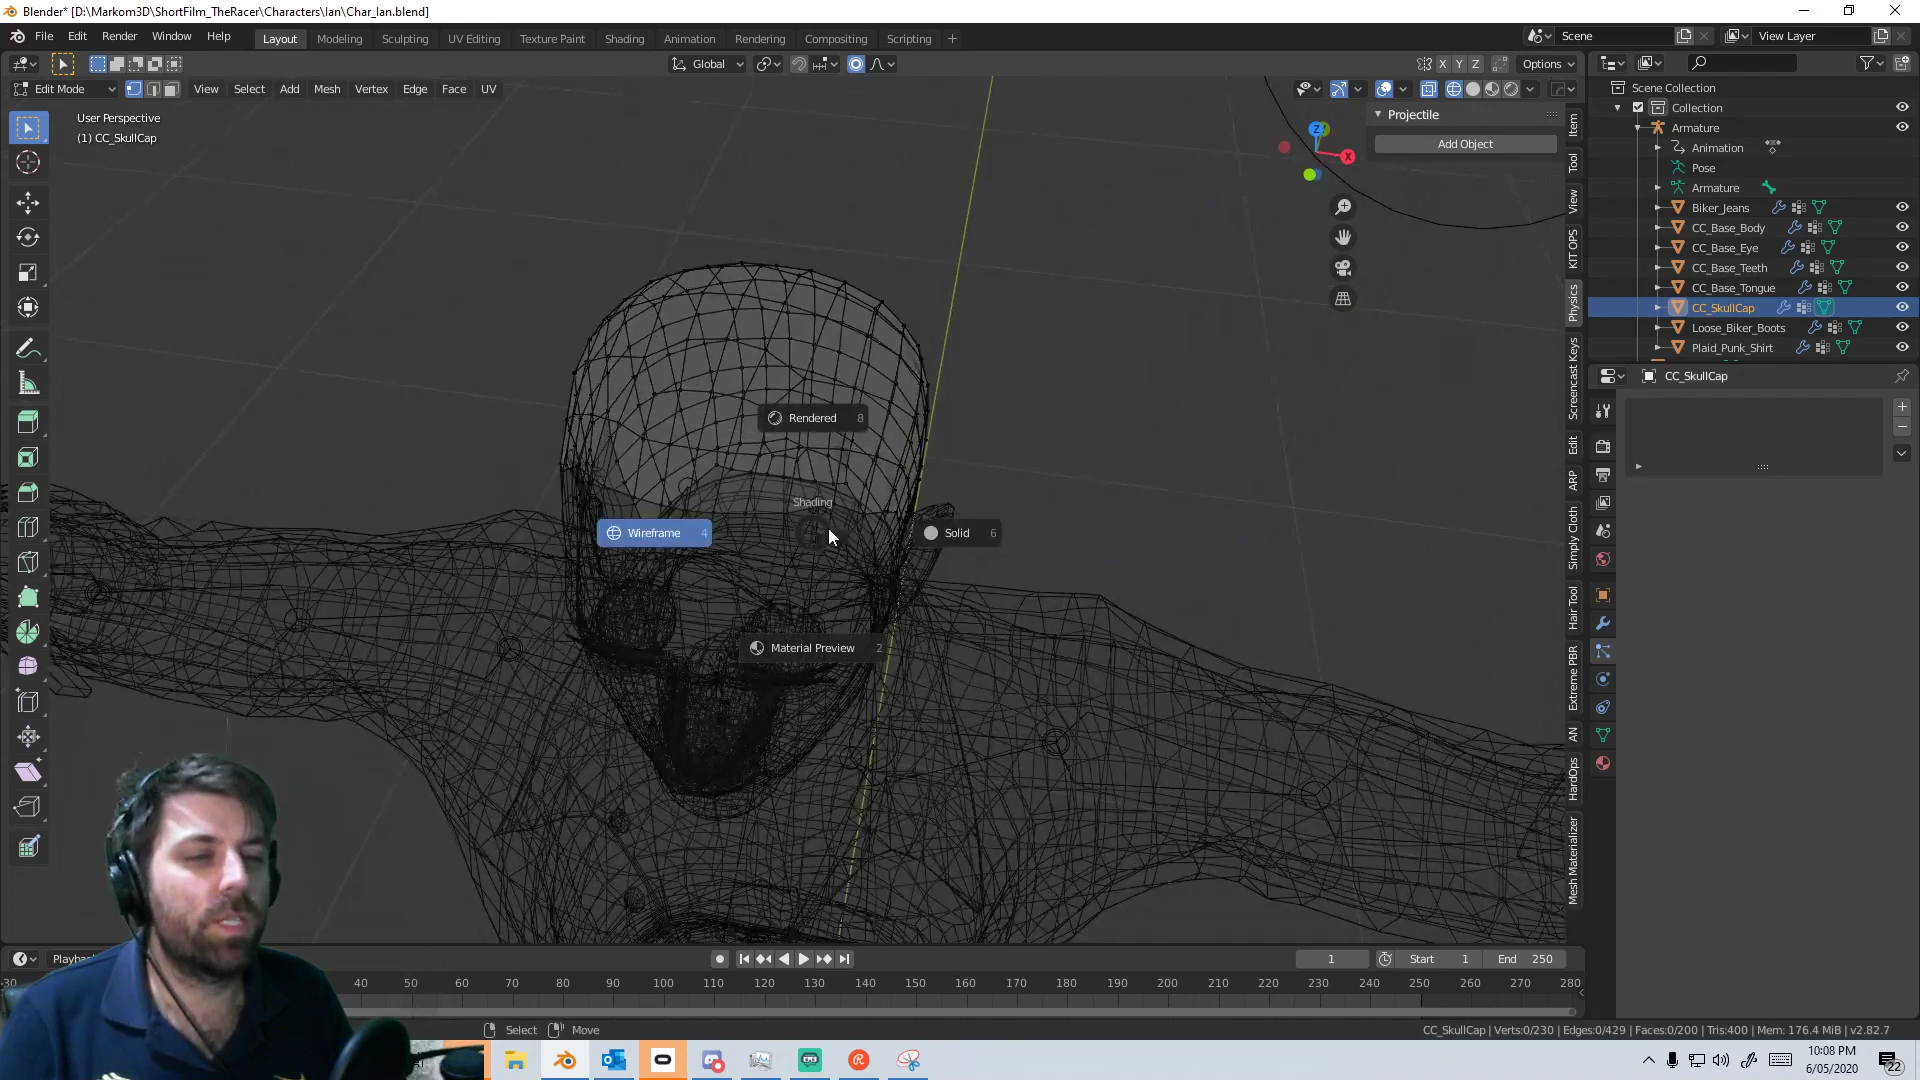 Blender* [D:\Markom3D\ShortFilm_TheRacer\Characters\Ian\Char_Ian.blend]
File Edit Render Window Help
Layout Modeling Sculpting UV Editing Texture Paint Shading Animation Rendering Compositing Scripting +
Scene
View Layer
Global
X Y Z
Options
Edit Mode
View Select Add Mesh Vertex Edge Face UV
User Perspective
(1) CC_SkullCap
Projectile
Add Object
Z
X
Item
Tool
View
KIT OPS
Physics
Screencast Keys
Edit
ARP
Simply Cloth
Hair Tool
Extreme PBR
AN
HardOps
Mesh Materializer
Scene Collection
Collection
Armature
Animation
Pose
Armature
Biker_Jeans
CC_Base_Body
CC_Base_Eye
CC_Base_Teeth
CC_Base_Tongue
CC_SkullCap
Loose_Biker_Boots
Plaid_Punk_Shirt
CC_SkullCap
Rendered 8
Shading
Wireframe 4
Solid 6
Material Preview 2
Playba
1
Start 1
End 250
-30 40 50 60 70 80 90 100 110 120 130 140 150 160 170 180 190 200 210 220 230 240 250 260 270 280
Select
Move
CC_SkullCap | Verts:0/230 | Edges:0/429 | Faces:0/200 | Tris:400 | Mem: 176.4 MiB | v2.82.7
10:08 PM
6/05/2020
22